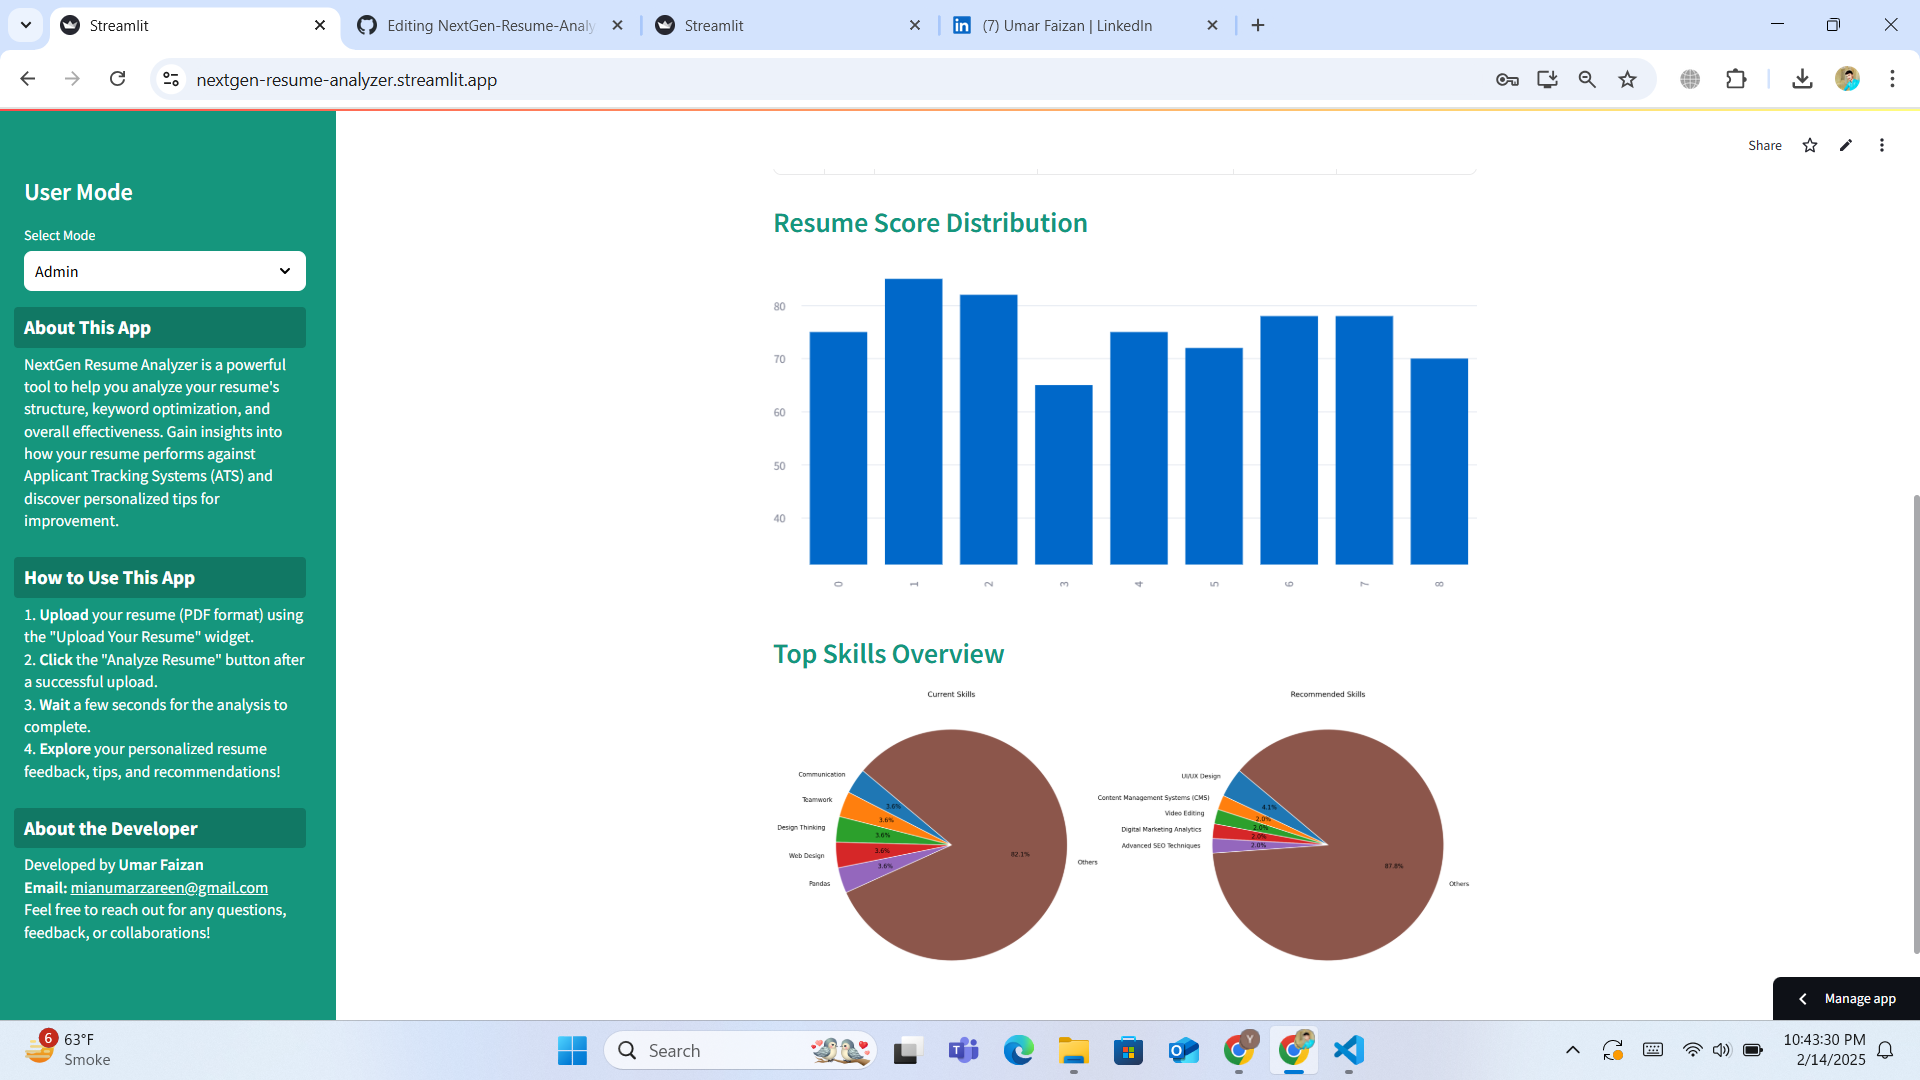 Streamlit
Editing NextGen-Resume-Analy
Streamlit
(7) Umar Faizan | LinkedIn
nextgen-resume-analyzer.streamlit.app
Share
User Mode
Select Mode
Admin
About This App
NextGen Resume Analyzer is a powerful
tool to help you analyze your resume's
structure, keyword optimization, and
overall effectiveness. Gain insights into
how your resume performs against
Applicant Tracking Systems (ATS) and
discover personalized tips for
improvement.
How to Use This App
1. Upload your resume (PDF format) using
the "Upload Your Resume" widget.
2. Click the "Analyze Resume" button after
a successful upload.
3. Wait a few seconds for the analysis to
complete.
4. Explore your personalized resume
feedback, tips, and recommendations!
About the Developer
Developed by Umar Faizan
Email: mianumarzareen@gmail.com
Feel free to reach out for any questions,
feedback, or collaborations!
Resume Score Distribution
80
70
60
50
40
0 1 2 3 4 5 6 7 8
Top Skills Overview
Current Skills
Communication
Teamwork
Design Thinking
Web Design
Pandas
Others
3.6%
3.6%
3.6%
3.6%
3.6%
82.1%
Recommended Skills
UI/UX Design
Content Management Systems (CMS)
Video Editing
Digital Marketing Analytics
Advanced SEO Techniques
Others
4.1%
2.0%
2.0%
2.0%
2.0%
87.8%
Manage app
6
63°F
Smoke
Search
Y
10:43:30 PM
2/14/2025